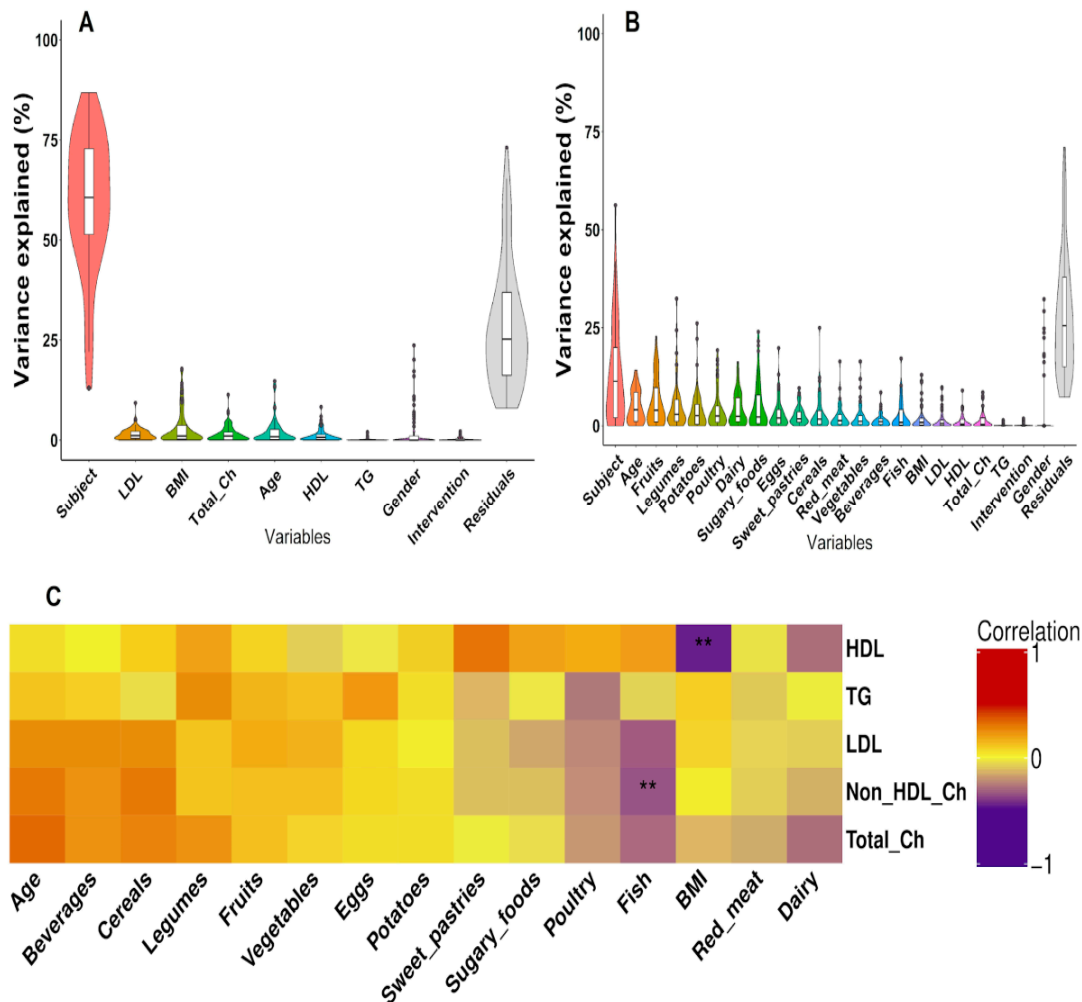 A
Variance explained (%)
100
75
50
25
0
Subject
LDL
BMI
Total_Ch
Age
HDL
TG
Gender
Intervention
Residuals
Variables
B
Variance explained (%)
100
75
50
25
0
Subject
Age
Fruits
Legumes
Potatoes
Poultry
Dairy
Sugary_foods
Eggs
Sweet_pastries
Cereals
Red_meat
Vegetables
Beverages
Fish
BMI
LDL
HDL
Total_Ch
TG
Intervention
Gender
Residuals
Variables
C
**
**
HDL
TG
LDL
Non_HDL_Ch
Total_Ch
Age
Beverages
Cereals
Legumes
Fruits
Vegetables
Eggs
Potatoes
Sweet_pastries
Sugary_foods
Poultry
Fish
BMI
Red_meat
Dairy
Correlation
1
0
−1